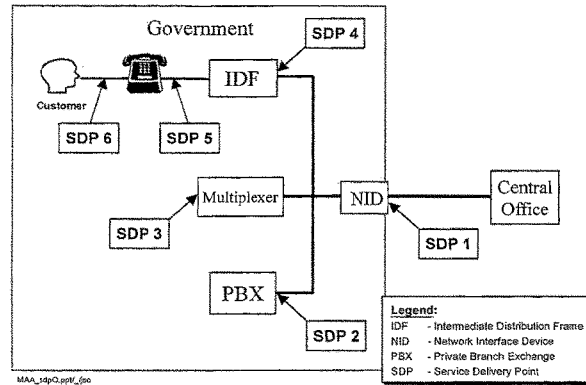 Government
SDP 4
IDF
Customer
SDP 6
SDP 5
Multiplexer
NID
Central
Office
SDP 3
SDP 1
PBX
SDP 2
Legend:
IDF - Intermediate Distribution Frame
NID - Network Interface Device
PBX - Private Branch Exchange
SDP - Service Delivery Point